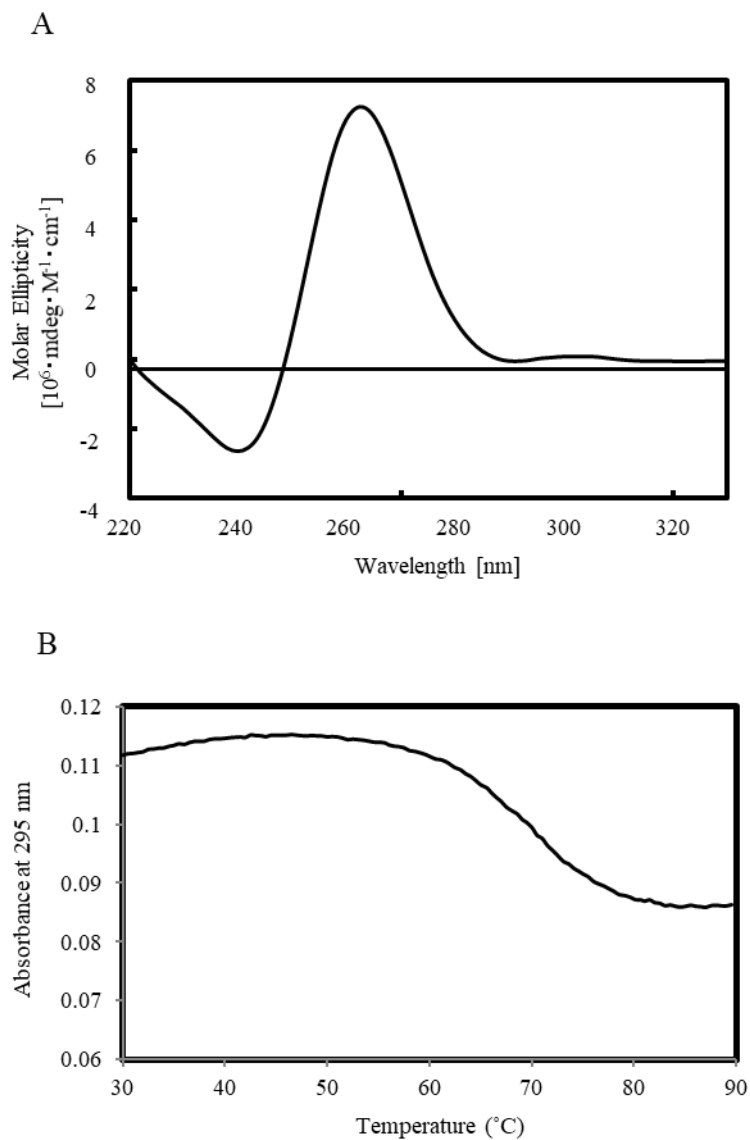 A
8
6
4
2
0
-2
-4
Molar Ellipticity
[10⁶･mdeg･M⁻¹･cm⁻¹]
220 240 260 280 300 320
Wavelength [nm]
B
0.12
0.11
0.1
0.09
0.08
0.07
0.06
Absorbance at 295 nm
30 40 50 60 70 80 90
Temperature (˚C)